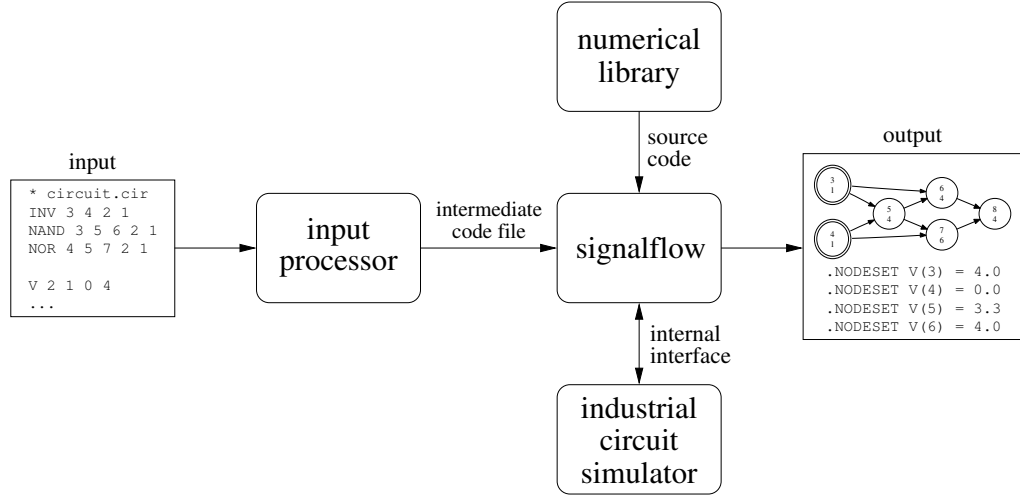 input
* circuit.cir
INV 3 4 2 1
NAND 3 5 6 2 1
NOR 4 5 7 2 1
V 2 1 0 4
...
input
processor
intermediate
code file
numerical
library
source
code
signalflow
internal
interface
industrial
circuit
simulator
output
3
1
6
4
5
4
8
4
4
1
7
6
.NODESET V(3) = 4.0
.NODESET V(4) = 0.0
.NODESET V(5) = 3.3
.NODESET V(6) = 4.0